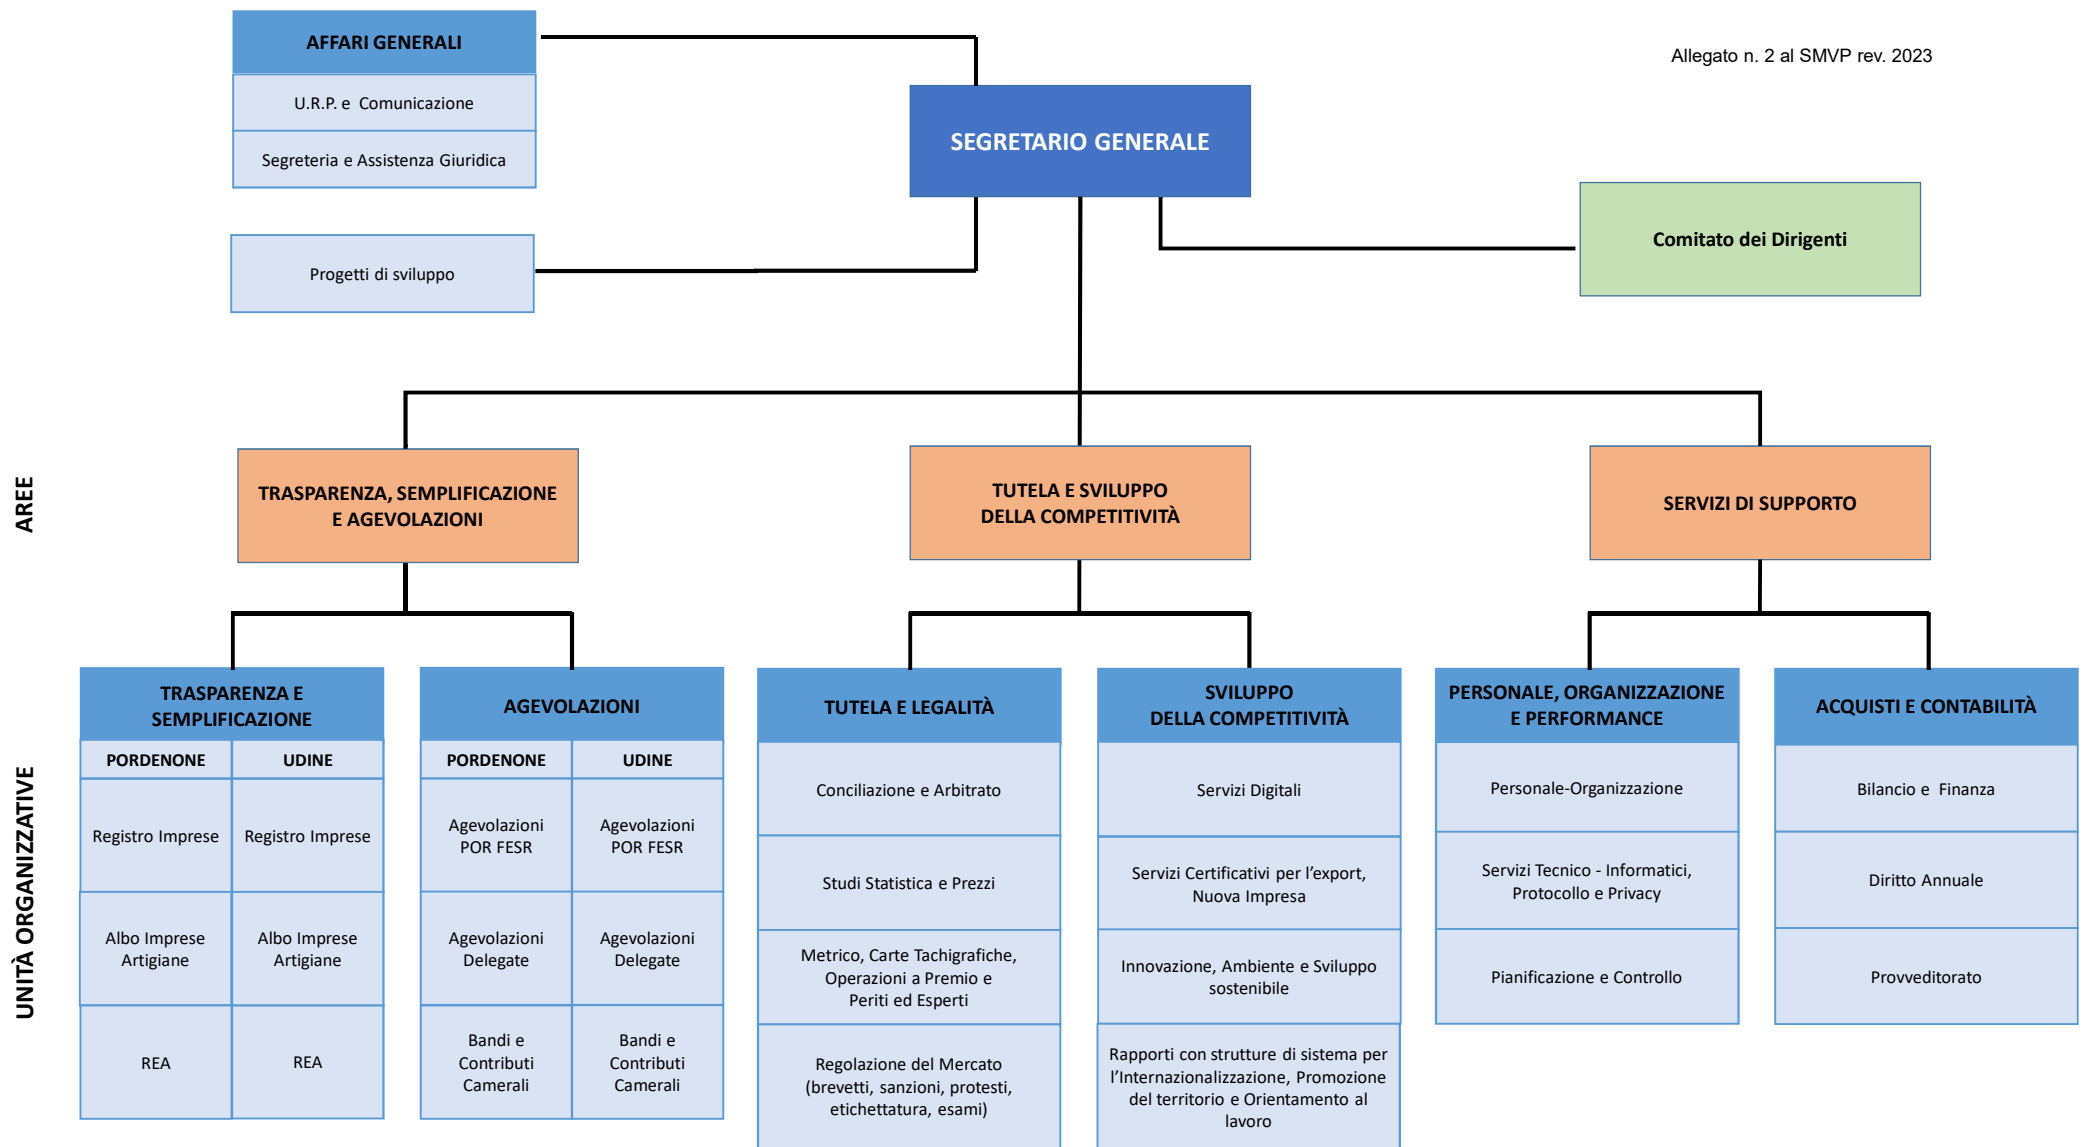 AFFARI GENERALI
U.R.P. e Comunicazione
Segreteria e Assistenza Giuridica
Progetti di sviluppo
Allegato n. 2 al SMVP rev. 2023
SEGRETARIO GENERALE
Comitato dei Dirigenti
AREE
TRASPARENZA, SEMPLIFICAZIONE
E AGEVOLAZIONI
TUTELA E SVILUPPO
DELLA COMPETITIVITÀ
SERVIZI DI SUPPORTO
UNITÀ ORGANIZZATIVE
TRASPARENZA E
SEMPLIFICAZIONE
PORDENONE
UDINE
Registro Imprese
Registro Imprese
Albo Imprese
Artigiane
Albo Imprese
Artigiane
REA
REA
AGEVOLAZIONI
PORDENONE
UDINE
Agevolazioni
POR FESR
Agevolazioni
POR FESR
Agevolazioni
Delegate
Agevolazioni
Delegate
Bandi e
Contributi
Camerali
Bandi e
Contributi
Camerali
TUTELA E LEGALITÀ
Conciliazione e Arbitrato
Studi Statistica e Prezzi
Metrico, Carte Tachigrafiche,
Operazioni a Premio e
Periti ed Esperti
Regolazione del Mercato
(brevetti, sanzioni, protesti,
etichettatura, esami)
SVILUPPO
DELLA COMPETITIVITÀ
Servizi Digitali
Servizi Certificativi per l’export,
Nuova Impresa
Innovazione, Ambiente e Sviluppo
sostenibile
Rapporti con strutture di sistema per
l’Internazionalizzazione, Promozione
del territorio e Orientamento al
lavoro
PERSONALE, ORGANIZZAZIONE
E PERFORMANCE
Personale-Organizzazione
Servizi Tecnico - Informatici,
Protocollo e Privacy
Pianificazione e Controllo
ACQUISTI E CONTABILITÀ
Bilancio e Finanza
Diritto Annuale
Provveditorato